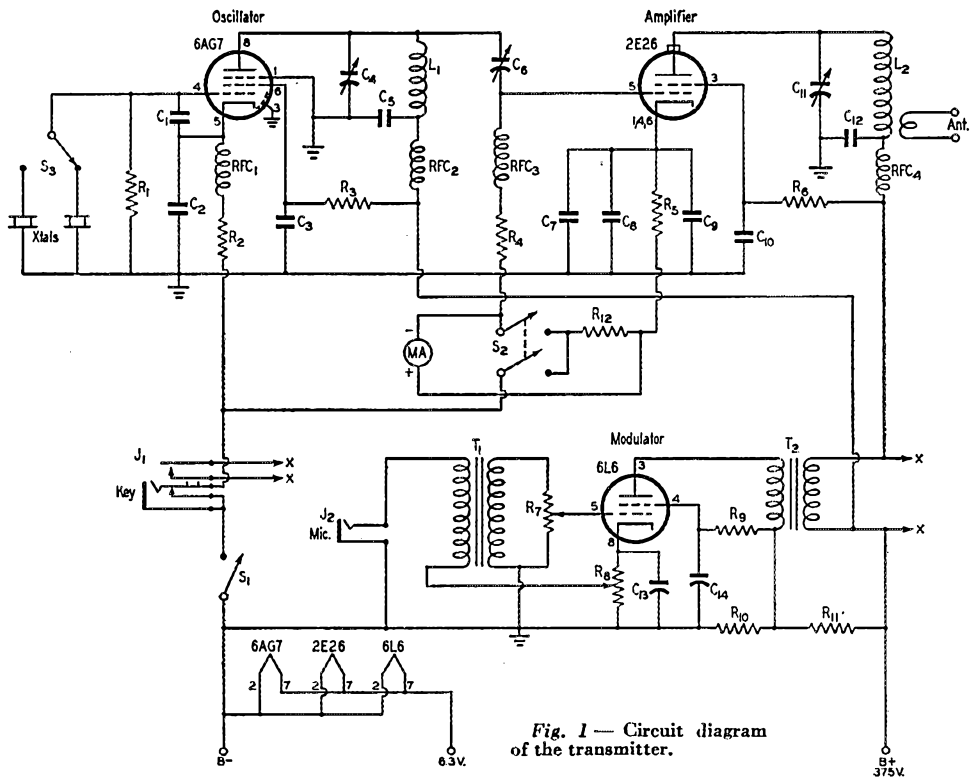 Oscillator
Amplifier
6AG7
8
2E26
1
6
3
4
5
C4
L1
C5
C6
5
3
1,4,6
C11
L2
C12
Ant.
S3
C1
R1
RFC1
RFC2
RFC3
RFC4
Xtals
C2
R2
C3
R3
R4
C7
C8
R5
C9
C10
R6
-
MA
+
S2
R12
J1
X
X
Key
T1
Modulator
6L6
3
T2
X
J2
Mic.
R7
5
4
8
R9
X
S1
R8
C13
C14
R10
R11
6AG7
2E26
6L6
2
7
2
7
2
7
Fig. 1 — Circuit diagram
of the transmitter.
B-
6.3V.
B+
375V.